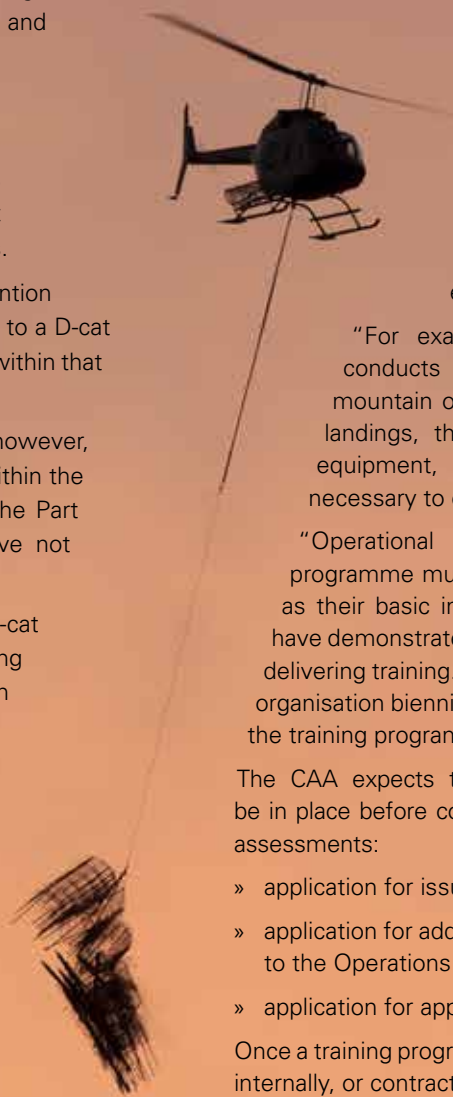 and
.
ntion
to a D-cat
within that
however,
ithin the
he Part
ve not
-cat
ng
n
e
“For exa
conducts
mountain o
landings, th
equipment,
necessary to
“Operational
programme mu
as their basic in
have demonstrate
delivering training.
organisation bienni
the training program
The CAA expects t
be in place before co
assessments:
» application for issu
» application for add
to the Operations
» application for app
Once a training progr
internally, or contract